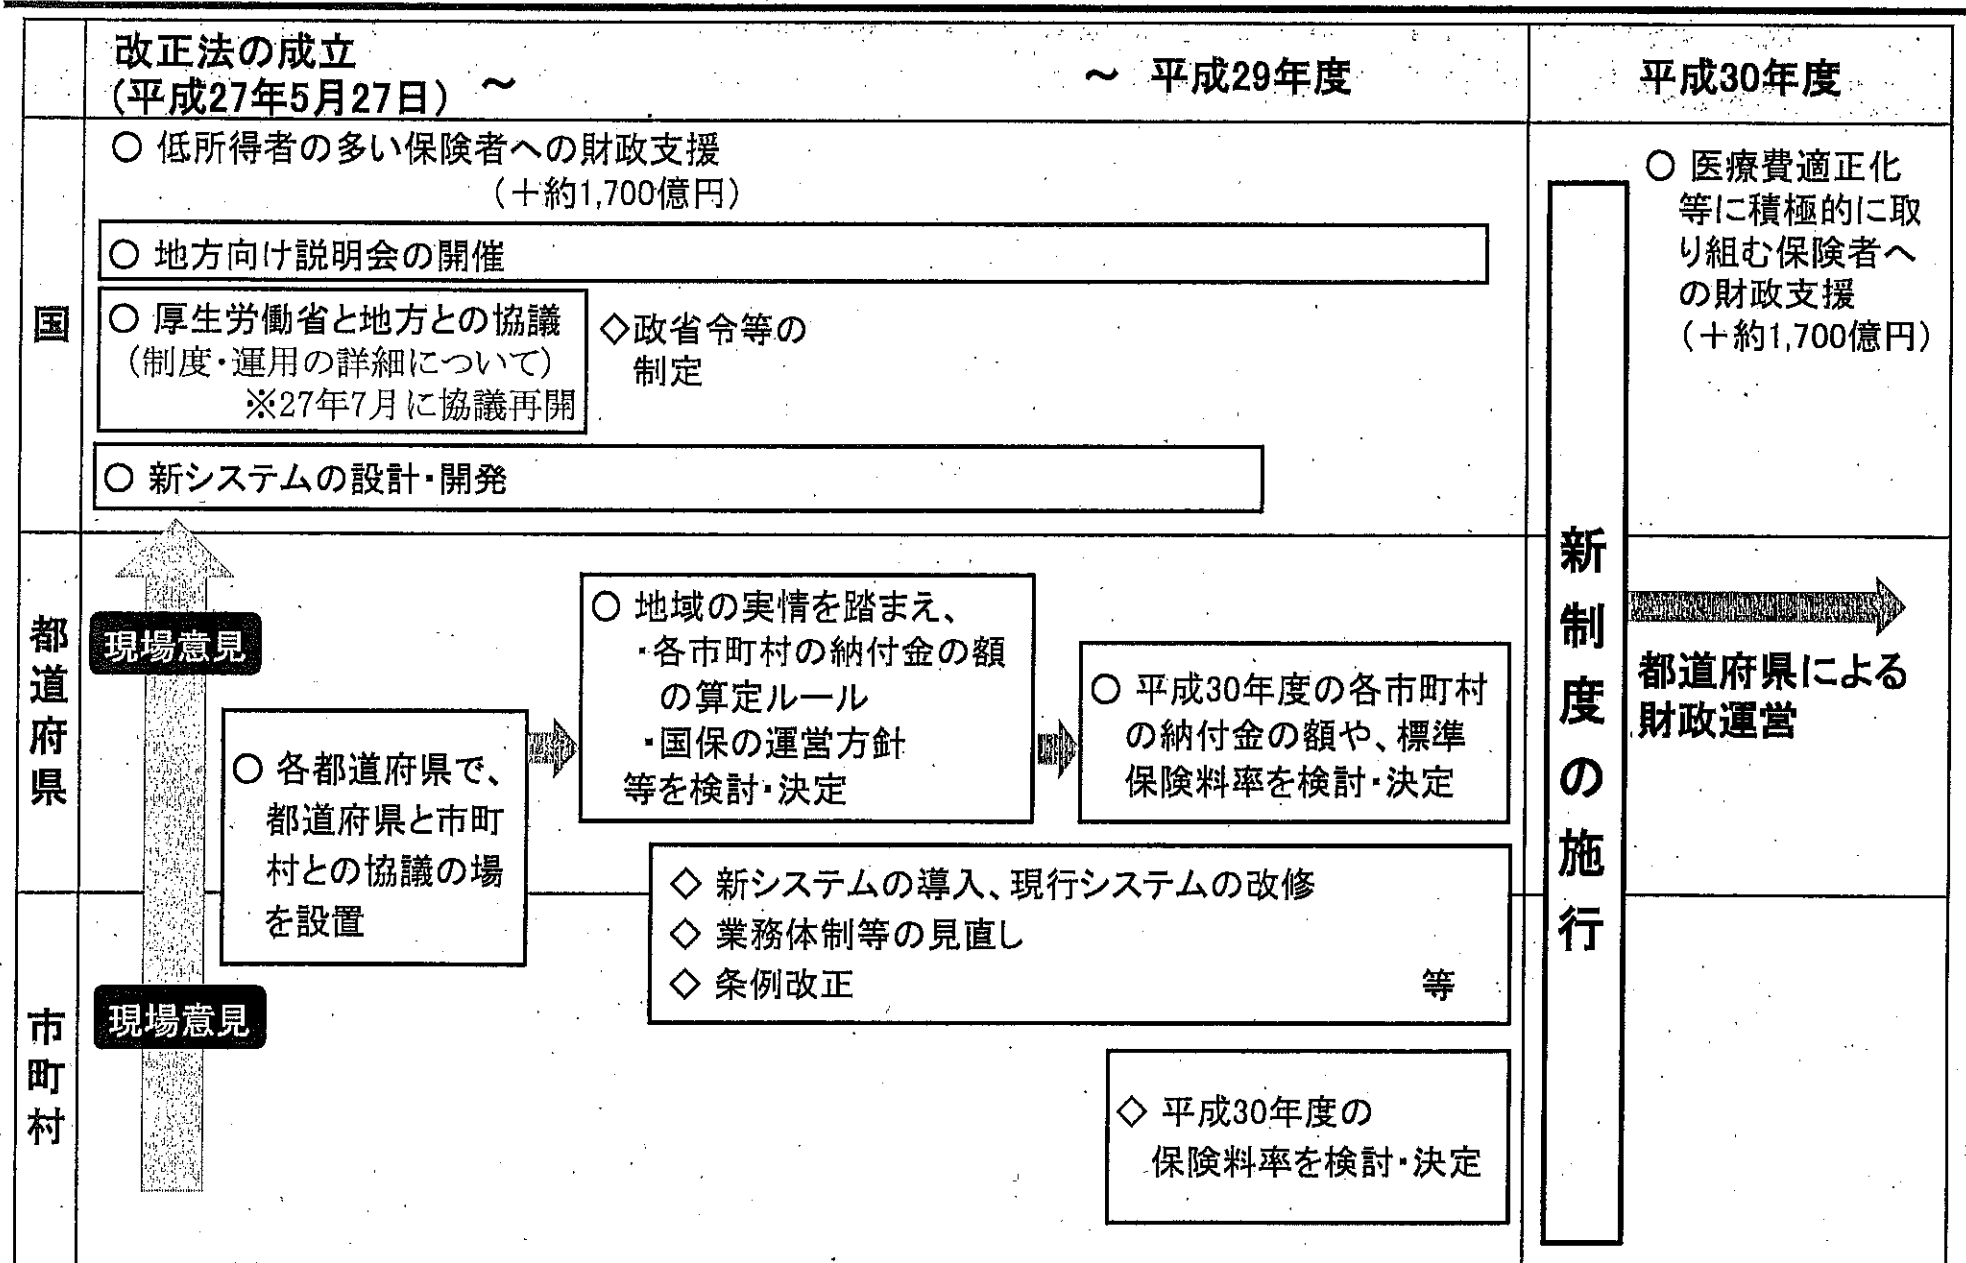 改正法の成立
(平成27年5月27日) ～
～ 平成29年度
平成30年度
国
○ 低所得者の多い保険者への財政支援
(＋約1,700億円)
○ 地方向け説明会の開催
○ 厚生労働省と地方との協議
(制度・運用の詳細について)
※27年7月に協議再開
◇政省令等の
制定
○ 新システムの設計・開発
○ 医療費適正化
等に積極的に取
り組む保険者へ
の財政支援
(＋約1,700億円)
新制度の施行
都道府県
現場意見
○ 各都道府県で、
都道府県と市町
村との協議の場
を設置
○ 地域の実情を踏まえ、
・各市町村の納付金の額
の算定ルール
・国保の運営方針
等を検討・決定
○ 平成30年度の各市町村
の納付金の額や、標準
保険料率を検討・決定
都道府県による
財政運営
◇ 新システムの導入、現行システムの改修
◇ 業務体制等の見直し
◇ 条例改正 等
市町村
現場意見
◇ 平成30年度の
保険料率を検討・決定